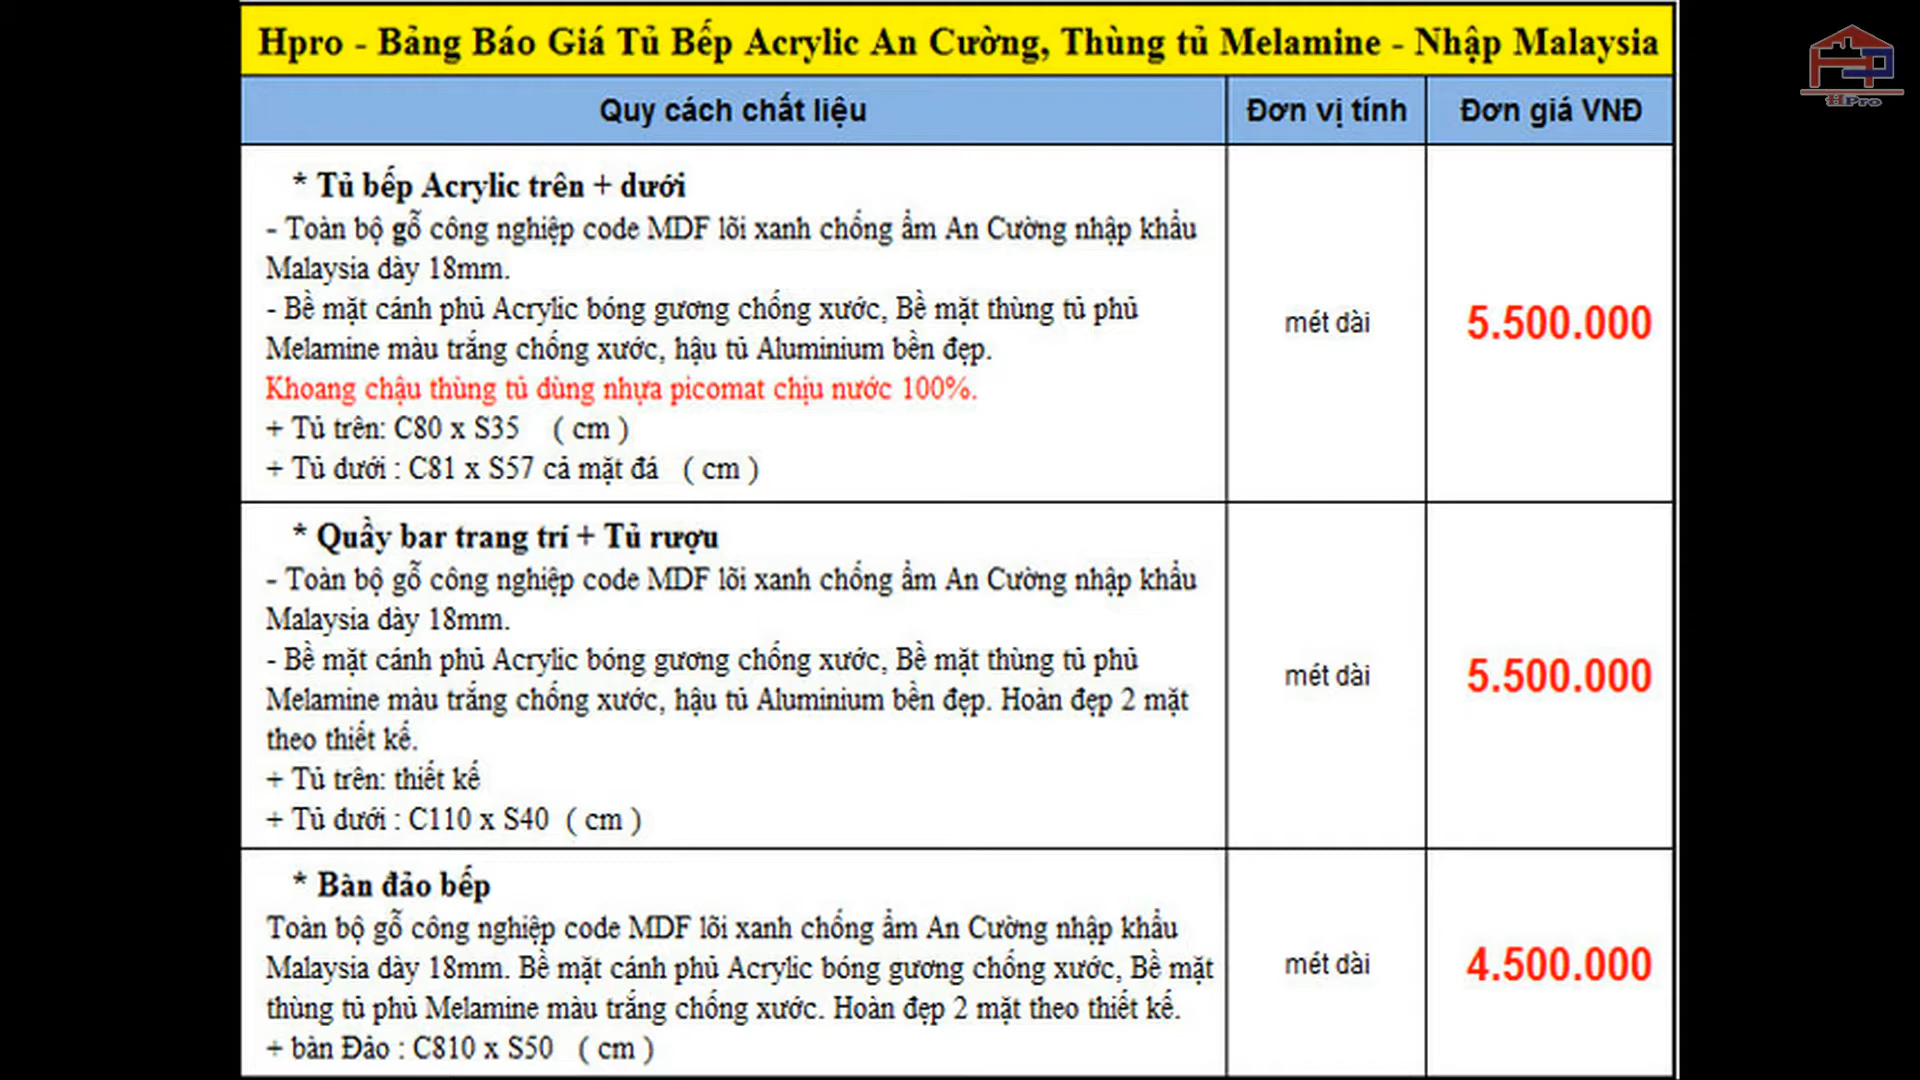 Hpro - Bảng Báo Giá Tủ Bếp Acrylic An Cường, Thùng tủ Melamine - Nhập Malaysia
HPro
Quy cách chất liệu
Đơn vị tính
Đơn giá VNĐ
* Tủ bếp Acrylic trên + dưới
- Toàn bộ gỗ công nghiệp code MDF lõi xanh chống ẩm An Cường nhập khẩu
Malaysia dày 18mm.
- Bề mặt cánh phủ Acrylic bóng gương chống xước, Bề mặt thùng tủ phủ
Melamine màu trắng chống xước, hậu tủ Aluminium bền đẹp.
Khoang chậu thùng tủ dùng nhựa picomat chịu nước 100%.
+ Tủ trên: C80 x S35 ( cm )
+ Tủ dưới : C81 x S57 cả mặt đá ( cm )
mét dài
5.500.000
* Quầy bar trang trí + Tủ rượu
- Toàn bộ gỗ công nghiệp code MDF lõi xanh chống ẩm An Cường nhập khẩu
Malaysia dày 18mm.
- Bề mặt cánh phủ Acrylic bóng gương chống xước, Bề mặt thùng tủ phủ
Melamine màu trắng chống xước, hậu tủ Aluminium bền đẹp. Hoàn đẹp 2 mặt
theo thiết kế.
+ Tủ trên: thiết kế
+ Tủ dưới : C110 x S40 ( cm )
mét dài
5.500.000
* Bàn đảo bếp
Toàn bộ gỗ công nghiệp code MDF lõi xanh chống ẩm An Cường nhập khẩu
Malaysia dày 18mm. Bề mặt cánh phủ Acrylic bóng gương chống xước, Bề mặt
thùng tủ phủ Melamine màu trắng chống xước. Hoàn đẹp 2 mặt theo thiết kế.
+ bàn Đảo : C810 x S50 ( cm )
mét dài
4.500.000